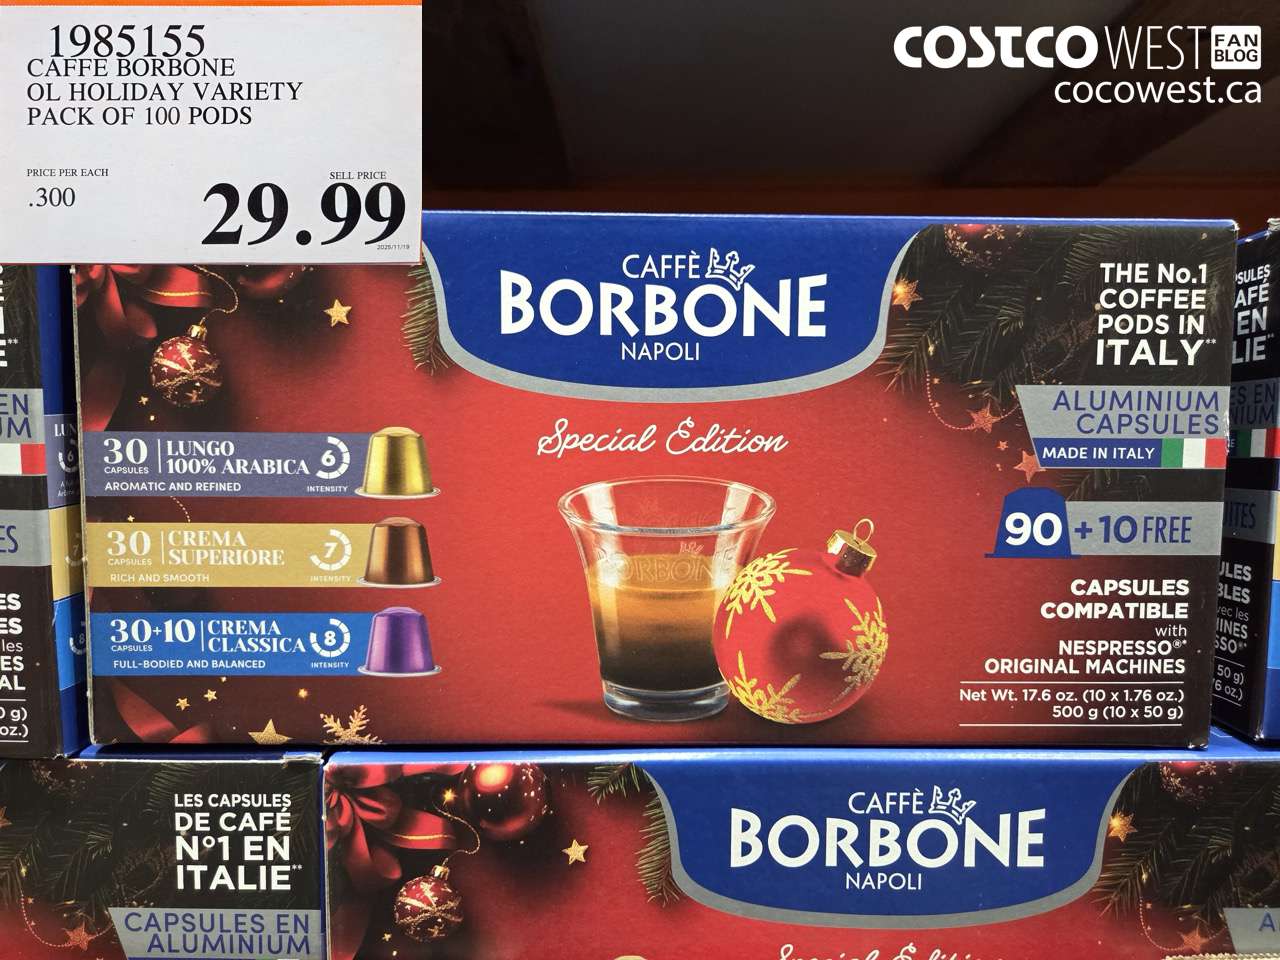 1985155
CAFFE BORBONE
OL HOLIDAY VARIETY
PACK OF 100 PODS
PRICE PER EACH
.300
SELL PRICE
29.99
COSTCO WEST FAN BLOG
cocowest.ca
CAFFÈ
BORBONE
NAPOLI
Special Edition
THE No.1
COFFEE
PODS IN
ITALY**
ALUMINIUM
CAPSULES
MADE IN ITALY
90 +10 FREE
CAPSULES
COMPATIBLE
with
NESPRESSO®*
ORIGINAL MACHINES
Net Wt. 17.6 oz. (10 x 1.76 oz.)
500 g (10 x 50 g)
30 CAPSULES
LUNGO
100% ARABICA
6
INTENSITY
AROMATIC AND REFINED
30 CAPSULES
CREMA
SUPERIORE
7
INTENSITY
RICH AND SMOOTH
30+10 CAPSULES
CREMA
CLASSICA
8
INTENSITY
FULL-BODIED AND BALANCED
LES CAPSULES
DE CAFÉ
N°1 EN
ITALIE**
CAPSULES EN
ALUMINIUM
CAFFÈ
BORBONE
NAPOLI
Special Edition